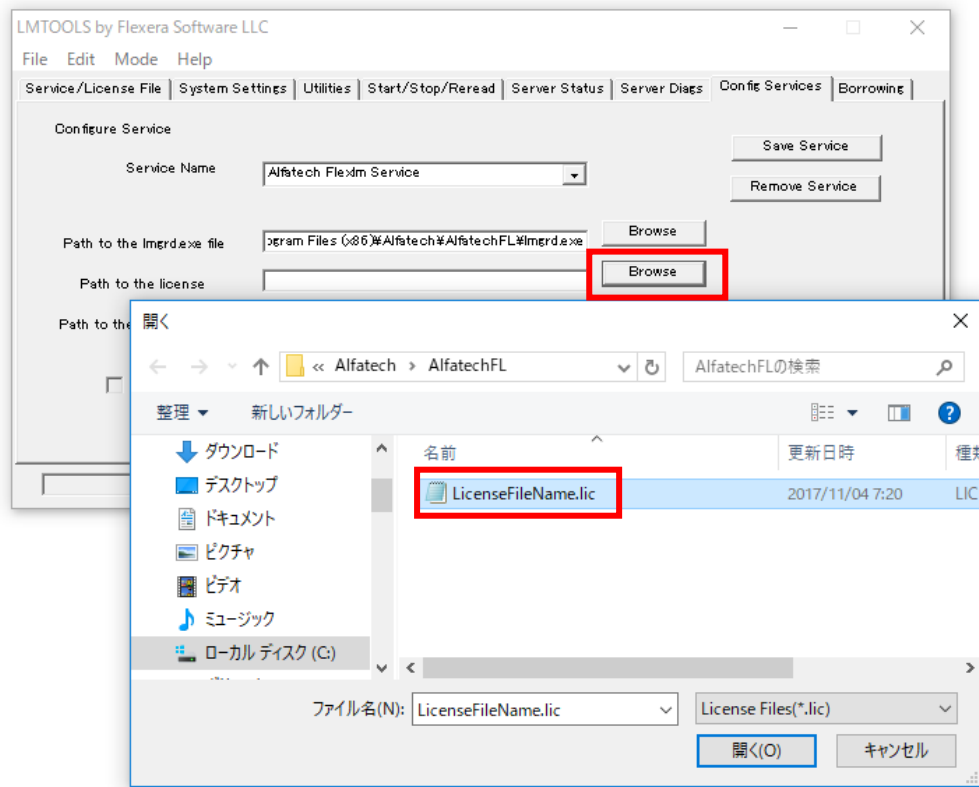 LMTOOLS by Flexera Software LLC
File Edit Mode Help
Service/License File System Settings Utilities Start/Stop/Reread Server Status Server Diags Config Services Borrowing
Configure Service
Save Service
Service Name
Alfatech Flexlm Service
Remove Service
Path to the lmgrd.exe file
ogram Files (x86)¥Alfatech¥AlfatechFL¥lmgrd.exe
Browse
Path to the license
Browse
Path to the
開く
« Alfatech > AlfatechFL
AlfatechFLの検索
整理
新しいフォルダー
ダウンロード
デスクトップ
ドキュメント
ピクチャ
ビデオ
ミュージック
ローカル ディスク (C:)
名前
更新日時
種類
LicenseFileName.lic
2017/11/04 7:20
LIC
ファイル名(N):
LicenseFileName.lic
License Files(*.lic)
開く(O)
キャンセル